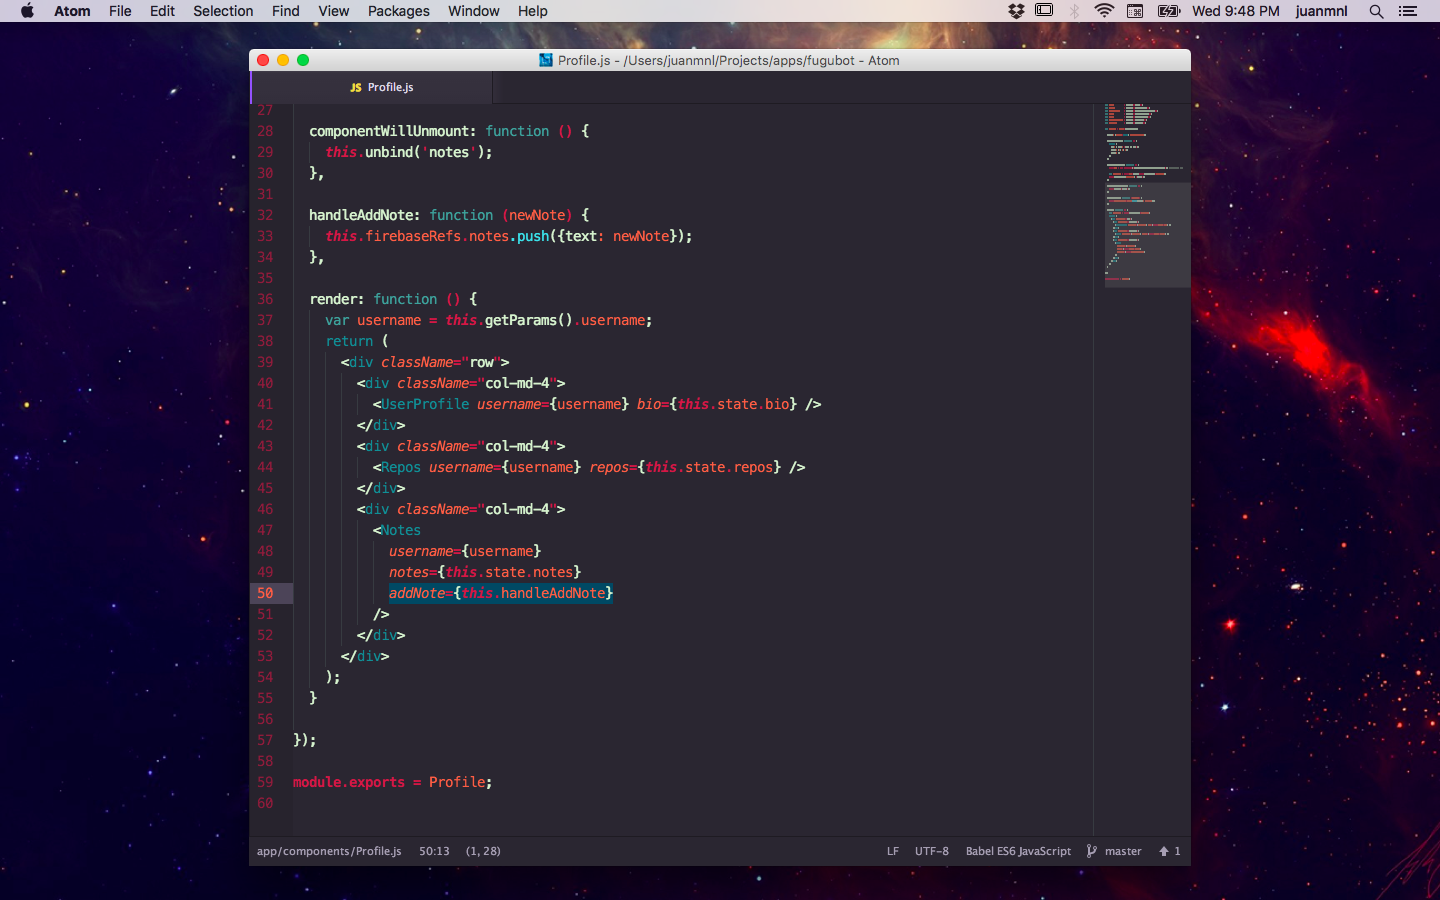 Atom File Edit Selection Find View Packages Window Help Wed 9:48 PM juanmnl
Profile.js - /Users/juanmnl/Projects/apps/fugubot - Atom
JS Profile.js
27
28 componentWillUnmount: function () {
29 this.unbind('notes');
30 },
31
32 handleAddNote: function (newNote) {
33 this.firebaseRefs.notes.push({text: newNote});
34 },
35
36 render: function () {
37 var username = this.getParams().username;
38 return (
39 <div className="row">
40 <div className="col-md-4">
41 <UserProfile username={username} bio={this.state.bio} />
42 </div>
43 <div className="col-md-4">
44 <Repos username={username} repos={this.state.repos} />
45 </div>
46 <div className="col-md-4">
47 <Notes
48 username={username}
49 notes={this.state.notes}
50 addNote={this.handleAddNote}
51 />
52 </div>
53 </div>
54 );
55 }
56
57 });
58
59 module.exports = Profile;
60
app/components/Profile.js 50:13 (1, 28) LF UTF-8 Babel ES6 JavaScript master 1